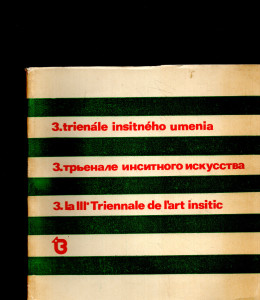 3.trienále insitného umenia
3.трьенале инситного искусства
3.la IIIᵉ Triennale de l'art insitic
t3